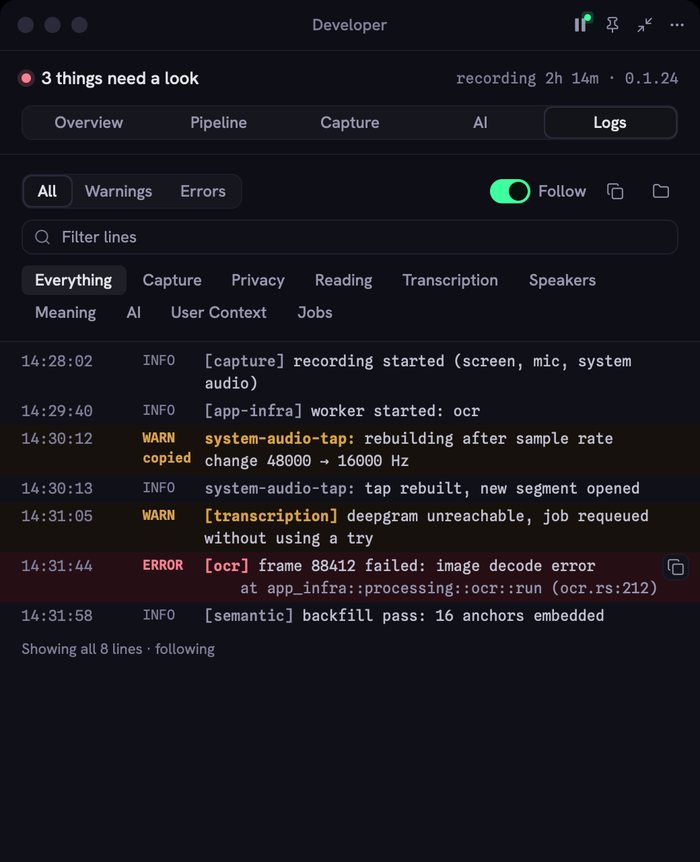 Developer
3 things need a look
recording 2h 14m · 0.1.24
Overview Pipeline Capture AI Logs
All Warnings Errors
Follow
Filter lines
Everything Capture Privacy Reading Transcription Speakers
Meaning AI User Context Jobs
14:28:02 INFO [capture] recording started (screen, mic, system
audio)
14:29:40 INFO [app-infra] worker started: ocr
14:30:12 WARN system-audio-tap: rebuilding after sample rate
copied change 48000 → 16000 Hz
14:30:13 INFO system-audio-tap: tap rebuilt, new segment opened
14:31:05 WARN [transcription] deepgram unreachable, job requeued
without using a try
14:31:44 ERROR [ocr] frame 88412 failed: image decode error
at app_infra::processing::ocr::run (ocr.rs:212)
14:31:58 INFO [semantic] backfill pass: 16 anchors embedded
Showing all 8 lines · following